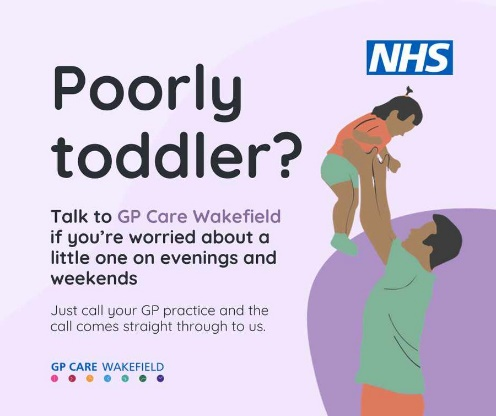 NHS
Poorly
toddler?
Talk to GP Care Wakefield
if you're worried about a
little one on evenings and
weekends
Just call your GP practice and the
call comes straight through to us.
GP CARE WAKEFIELD